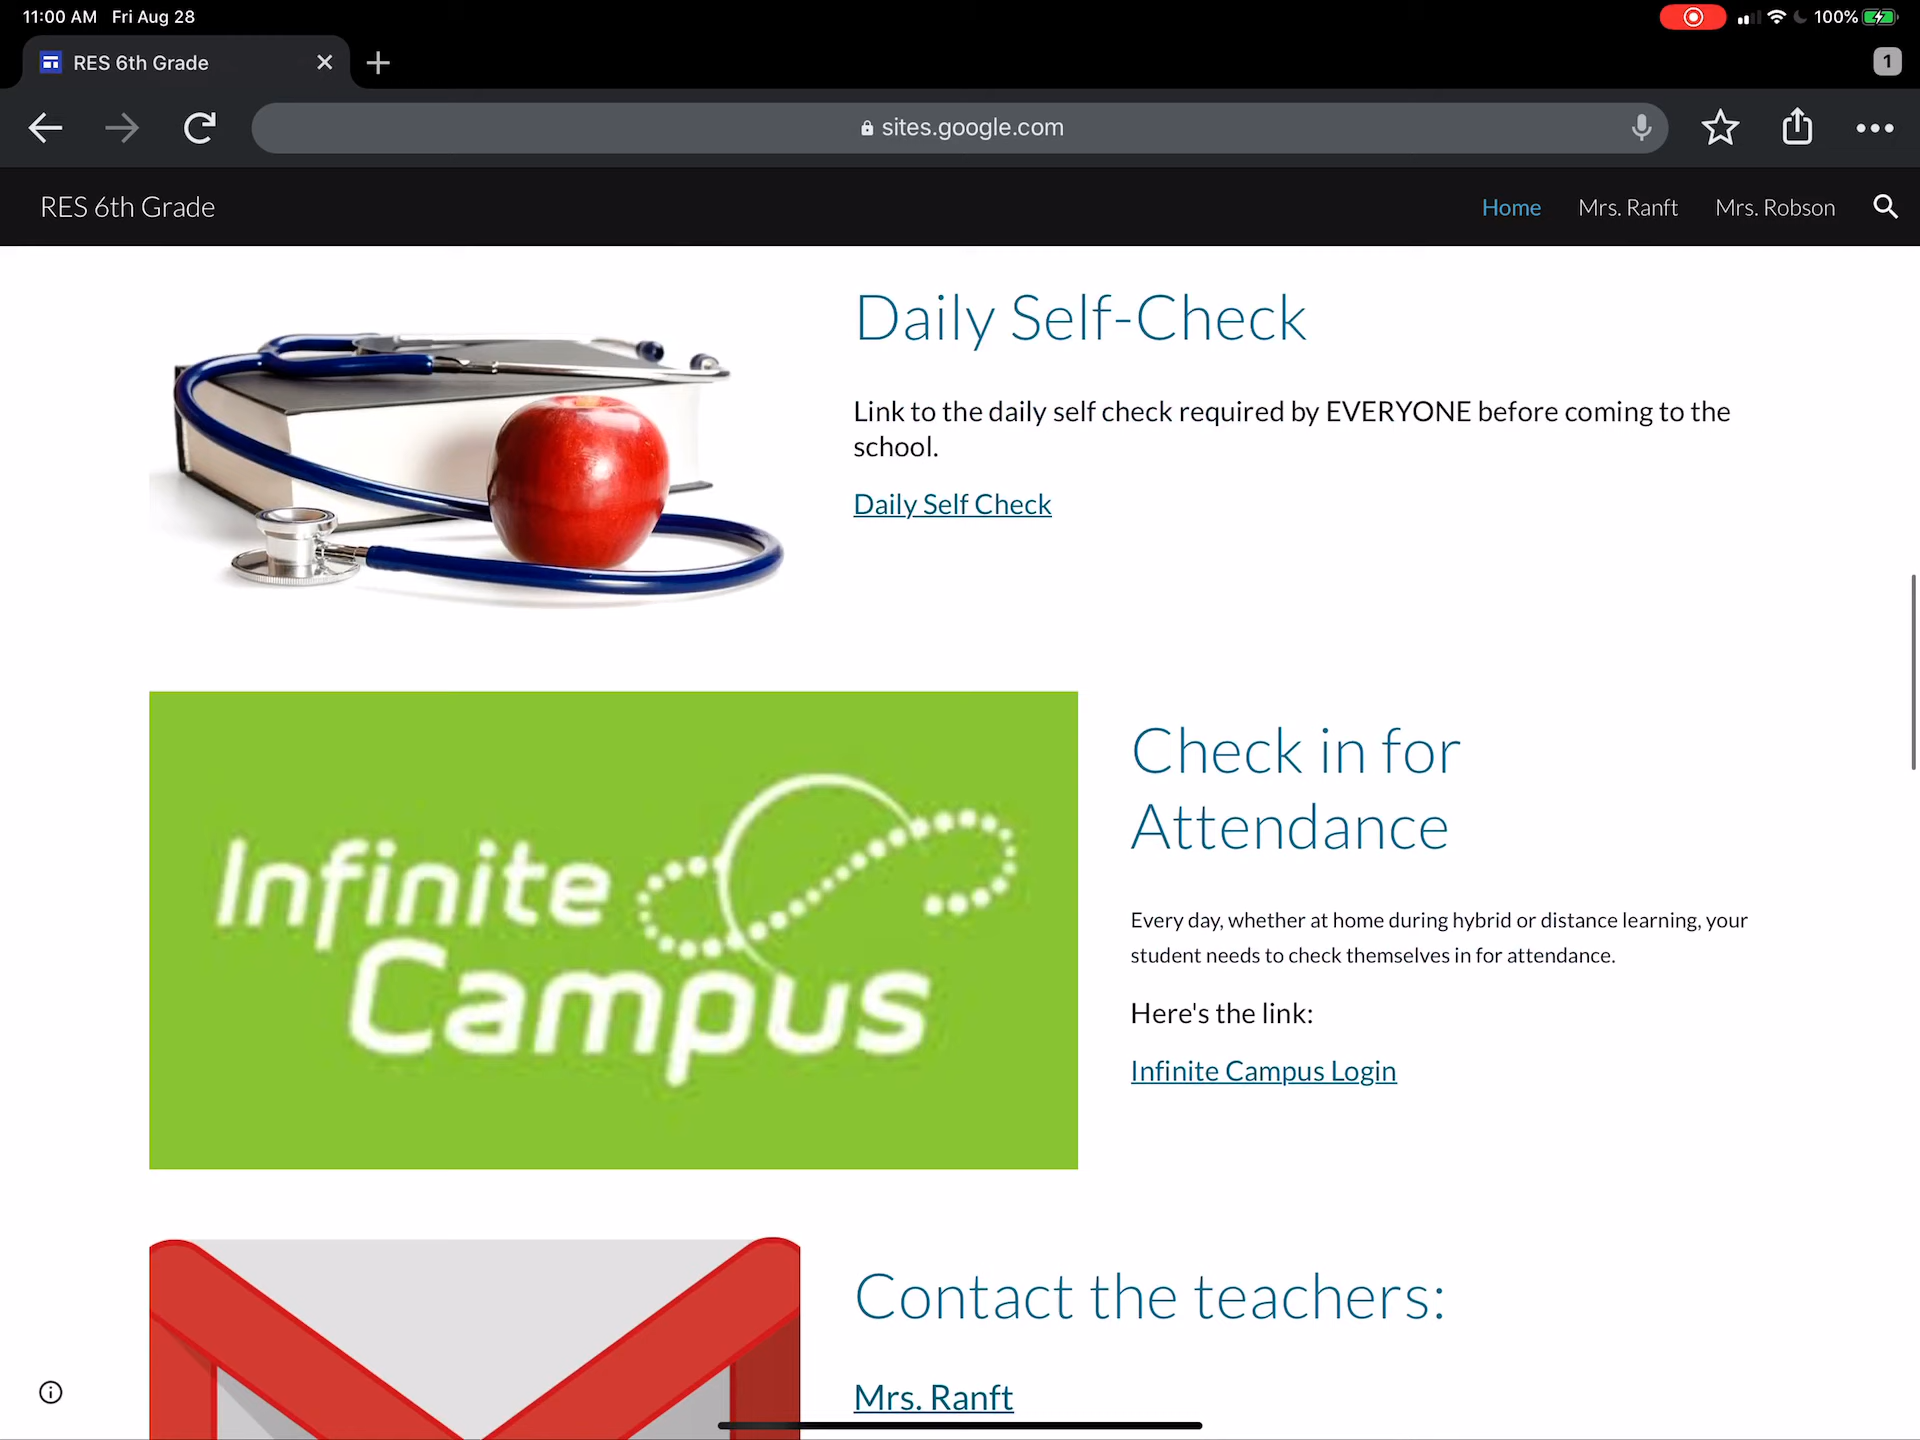 11:00 AM Fri Aug 28
100%
RES 6th Grade
1
sites.google.com
RES 6th Grade
Home Mrs. Ranft Mrs. Robson
Daily Self-Check
Link to the daily self check required by EVERYONE before coming to the
school.
Daily Self Check
Infinite
Campus
Check in for
Attendance
Every day, whether at home during hybrid or distance learning, your
student needs to check themselves in for attendance.
Here's the link:
Infinite Campus Login
Contact the teachers:
Mrs. Ranft